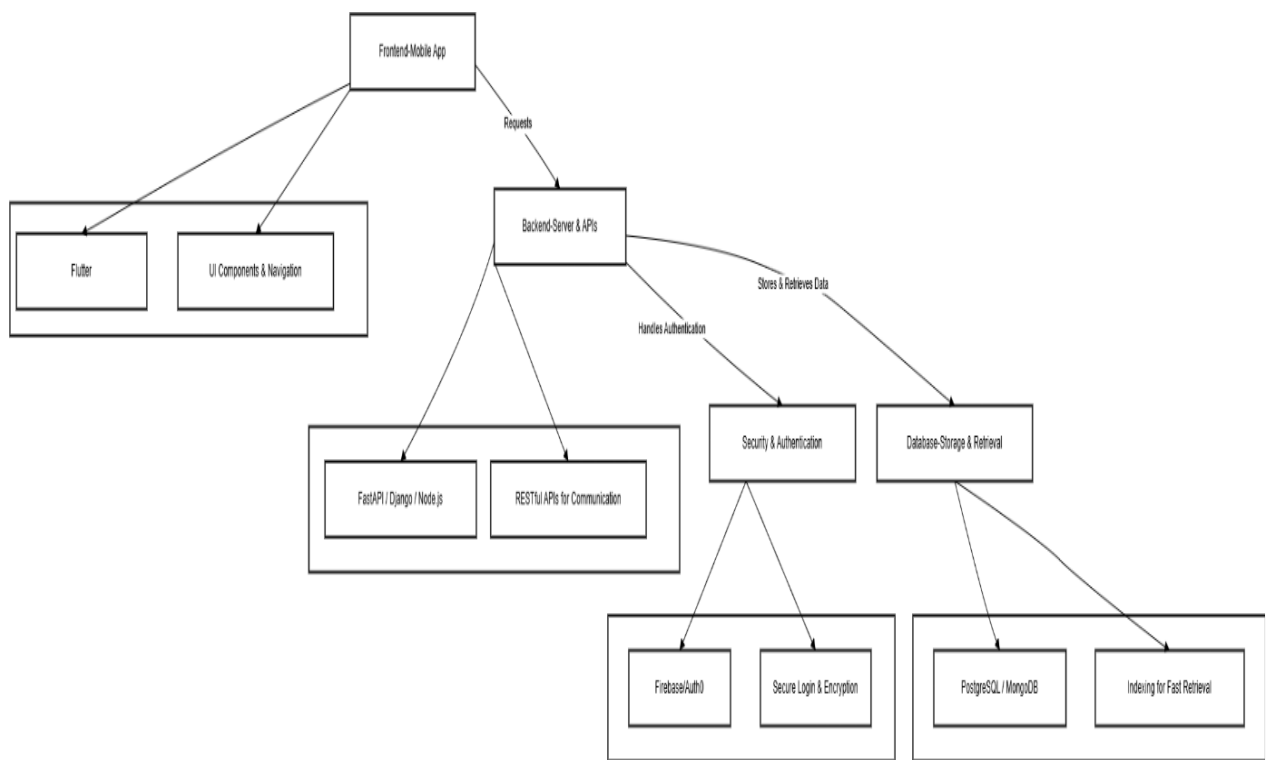 Frontend-Mobile App
Requests
Backend-Server & APIs
Flutter
UI Components & Navigation
Stores & Retrieves Data
Handles Authentication
Security & Authentication
Database-Storage & Retrieval
FastAPI / Django / Node.js
RESTful APIs for Communication
Firebase/Auth0
Secure Login & Encryption
PostgreSQL / MongoDB
Indexing for Fast Retrieval